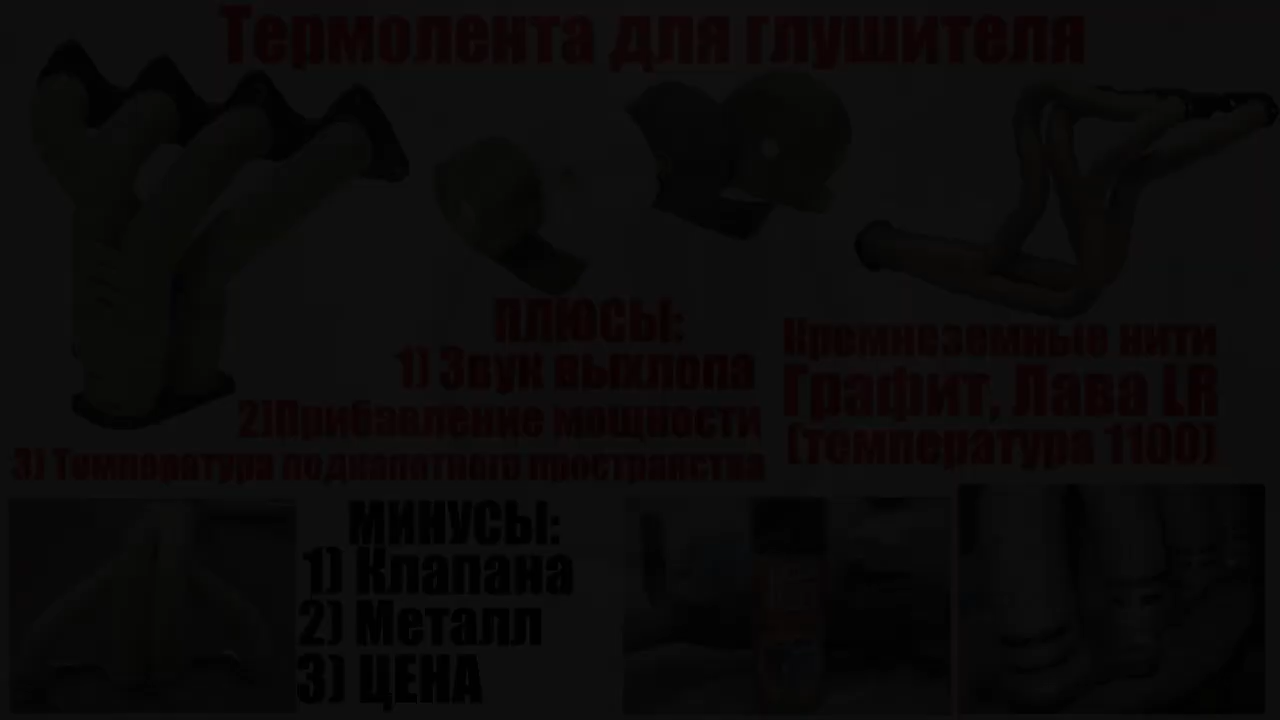 Термолента для глушителя
ПЛЮСЫ:
1) Звук выхлопа
2)Прибавление мощности
3) Температура подкапотного пространства
Кремнеземные нити
Графит, Лава LR
(температура 1100)
МИНУСЫ:
1) Клапана
2) Металл
3) ЦЕНА